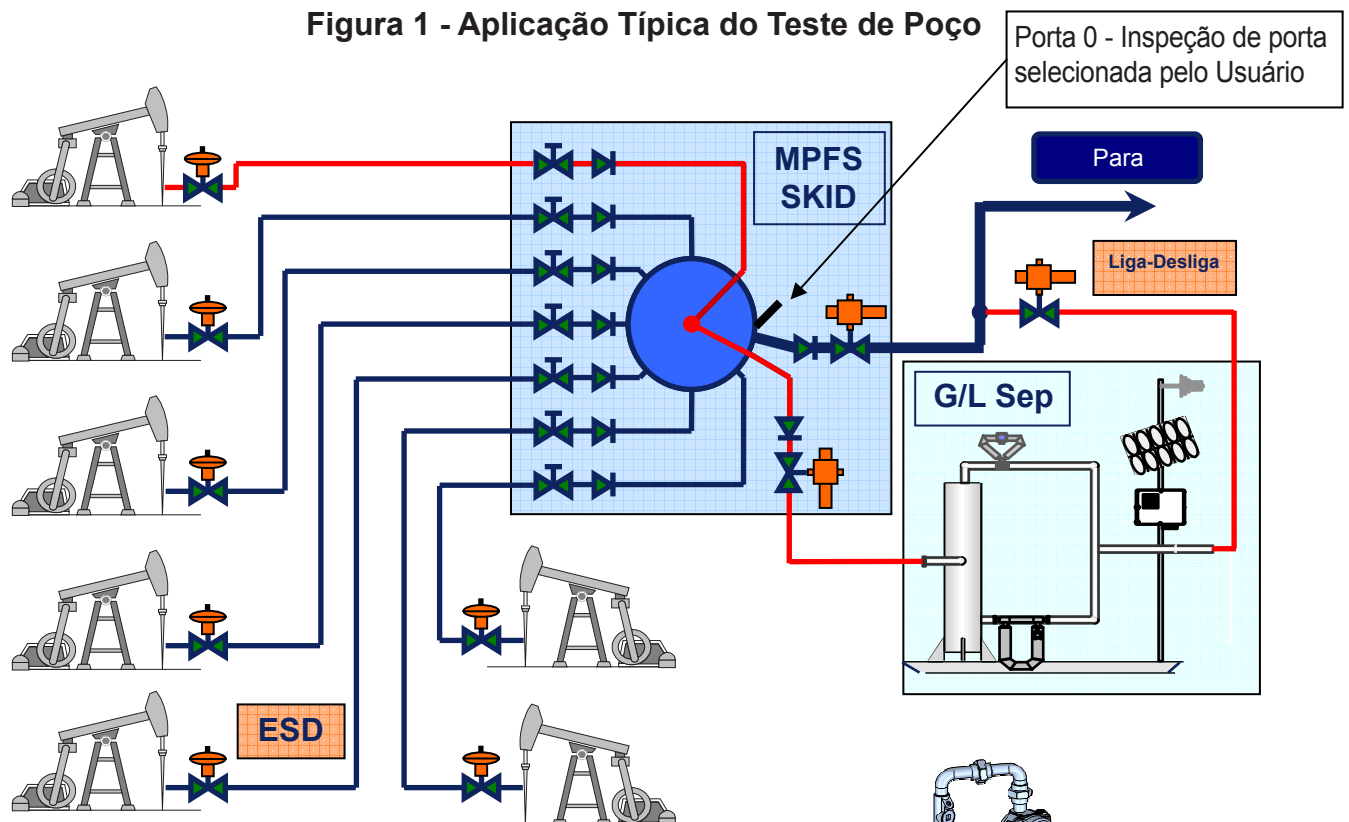 Figura 1 - Aplicação Típica do Teste de Poço
Porta 0 - Inspeção de porta
selecionada pelo Usuário
MPFS
SKID
Para
Liga-Desliga
G/L Sep
ESD